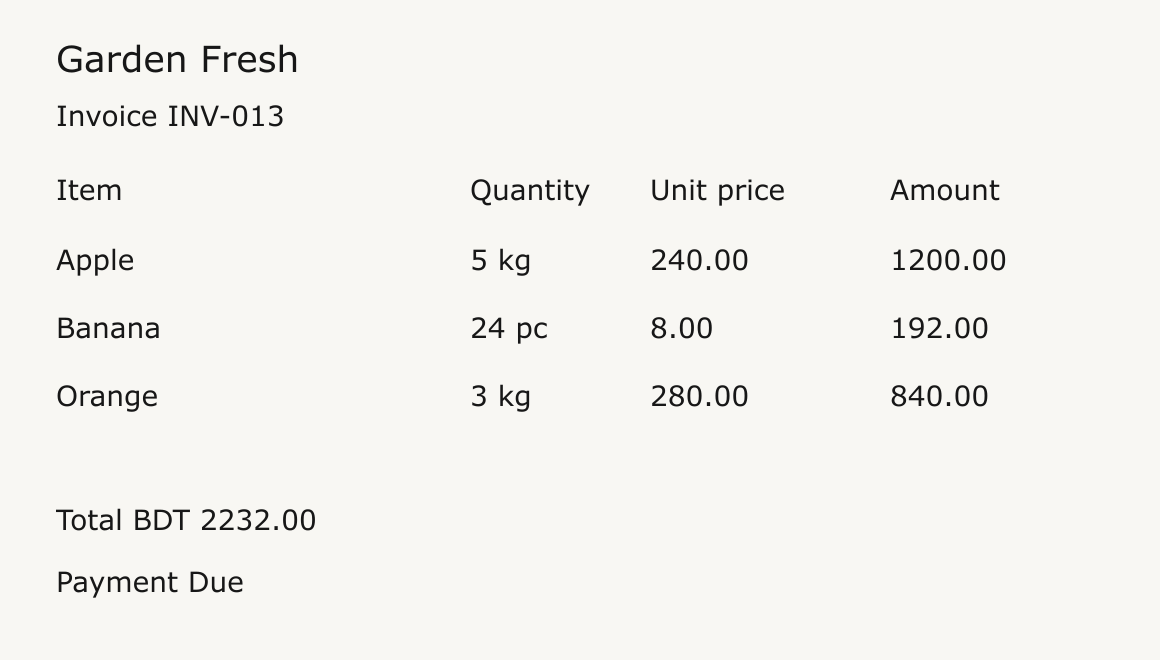 Garden Fresh
Invoice INV-013
Item Quantity Unit price Amount
Apple 5 kg 240.00 1200.00
Banana 24 pc 8.00 192.00
Orange 3 kg 280.00 840.00
Total BDT 2232.00
Payment Due